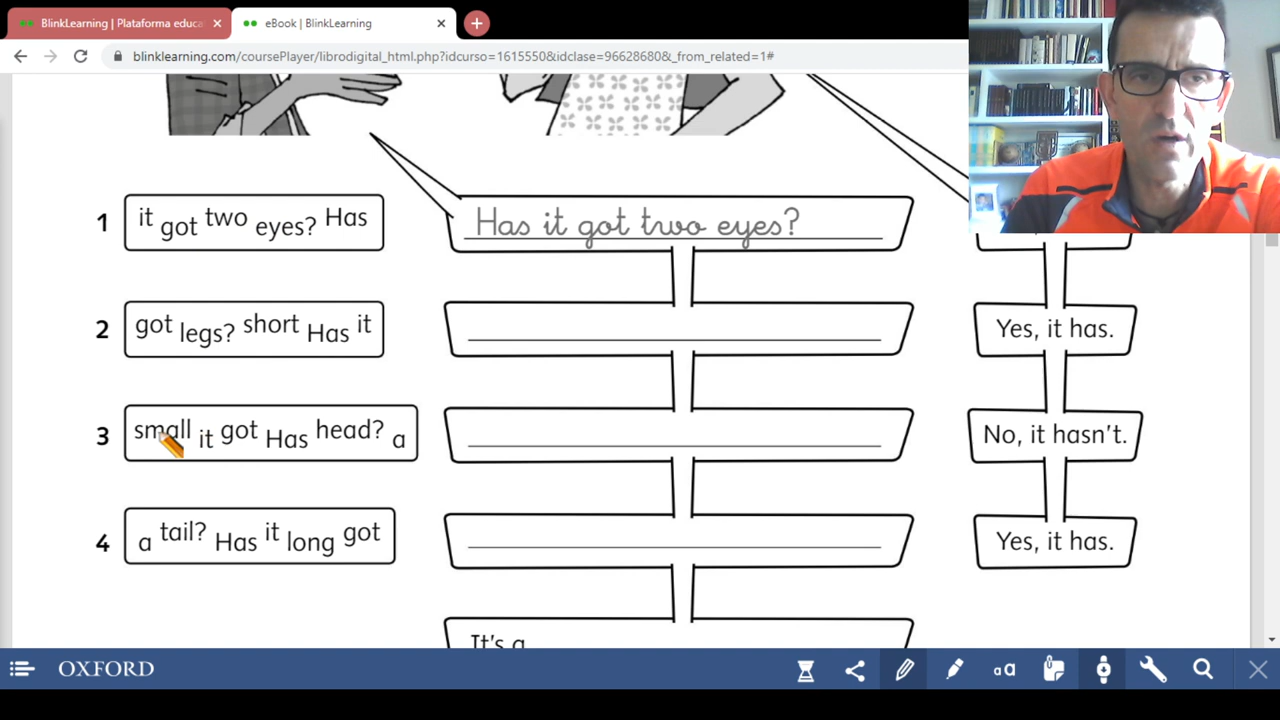 BlinkLearning | Plataforma educa
eBook | BlinkLearning
blinklearning.com/coursePlayer/librodigital_html.php?idcurso=1615550&idclase=96628680&_from_related=1#
1 it got two eyes? Has
Has it got two eyes?
2 got legs? short Has it
Yes, it has.
3 small it got Has head? a
No, it hasn't.
4 a tail? Has it long got
Yes, it has.
It's a
OXFORD
aa